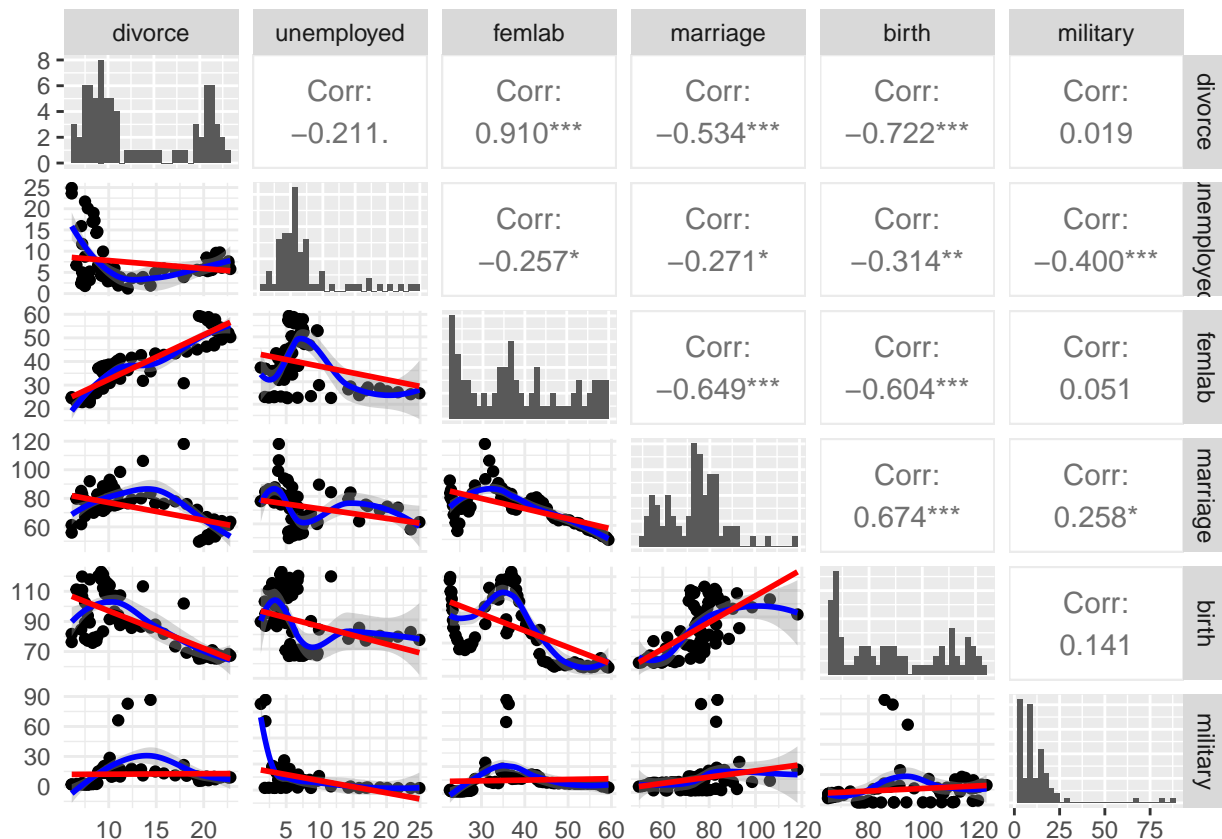 divorce unemployed femlab marriage birth military
8
6
4
2
0
Corr:
−0.211.
Corr:
0.910***
Corr:
−0.534***
Corr:
−0.722***
Corr:
0.019
divorce
25
20
15
10
5
0
Corr:
−0.257*
Corr:
−0.271*
Corr:
−0.314**
Corr:
−0.400***
unemployed
60
50
40
30
20
Corr:
−0.649***
Corr:
−0.604***
Corr:
0.051
femlab
120
100
80
60
Corr:
0.674***
Corr:
0.258*
marriage
110
90
70
Corr:
0.141
birth
90
60
30
0
military
10 15 20
5 10 15 20 25
30 40 50 60
60 80 100 120
80 100 120
0 25 50 75